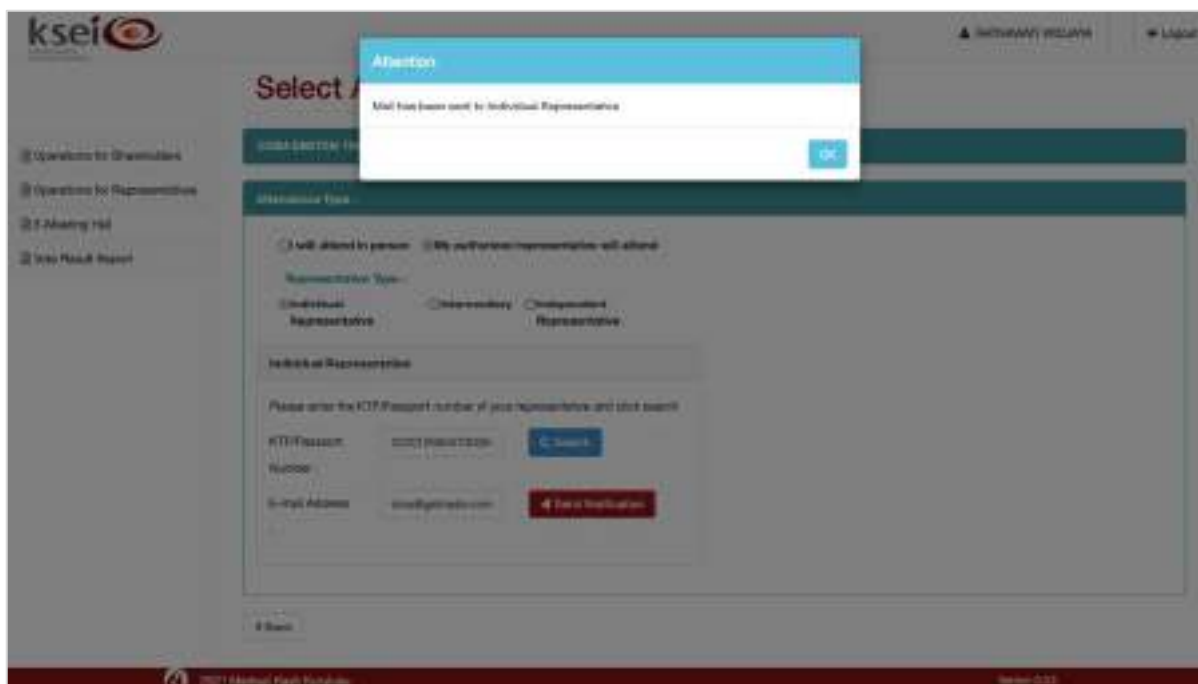 ksei
Logout
Attention
Select A
Mail has been sent to Individual Representative
OK
Operations for Shareholders
Operations for Representatives
Attendance Type :
E-Meeting Hall
I will attend in person My authorized representative will attend
Vote Result Report
Representation Type :
Individual Representative
Intermediary
Independent Representative
Individual Representative
Please enter the KTP/Passport number of your representative and click search
KTP/Passport Number :
Search
E-mail Address :
Send Notification
Back